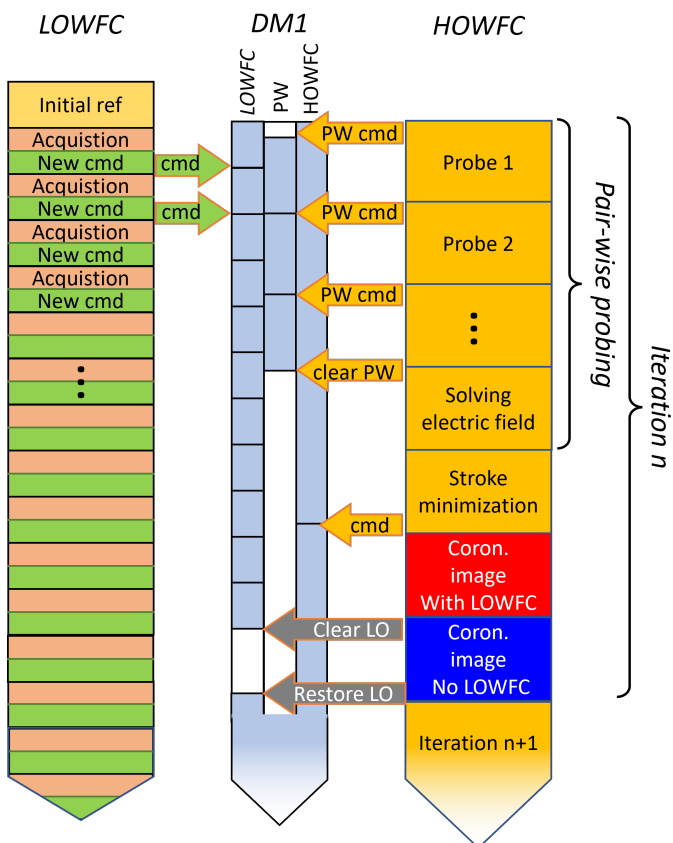 LOWFC
DM1
HOWFC
LOWFC
PW
HOWFC
Initial ref
Acquistion
New cmd
Acquistion
New cmd
Acquistion
New cmd
Acquistion
New cmd
cmd
cmd
PW cmd
PW cmd
PW cmd
clear PW
cmd
Clear LO
Restore LO
Probe 1
Probe 2
Solving
electric field
Stroke
minimization
Coron.
image
With LOWFC
Coron.
image
No LOWFC
Iteration n+1
Pair-wise probing
Iteration n